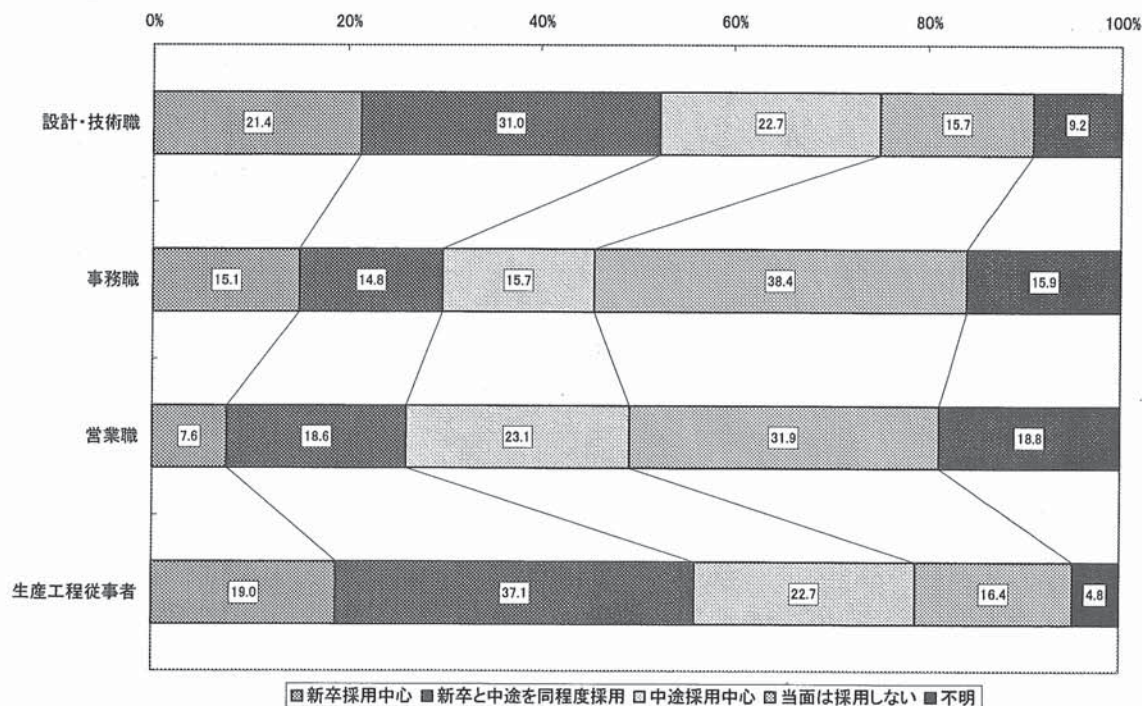 0% 20% 40% 60% 80% 100%
設計・技術職 21.4 31.0 22.7 15.7 9.2
事務職 15.1 14.8 15.7 38.4 15.9
営業職 7.6 18.6 23.1 31.9 18.8
生産工程従事者 19.0 37.1 22.7 16.4 4.8
新卒採用中心 新卒と中途を同程度採用 中途採用中心 当面は採用しない 不明